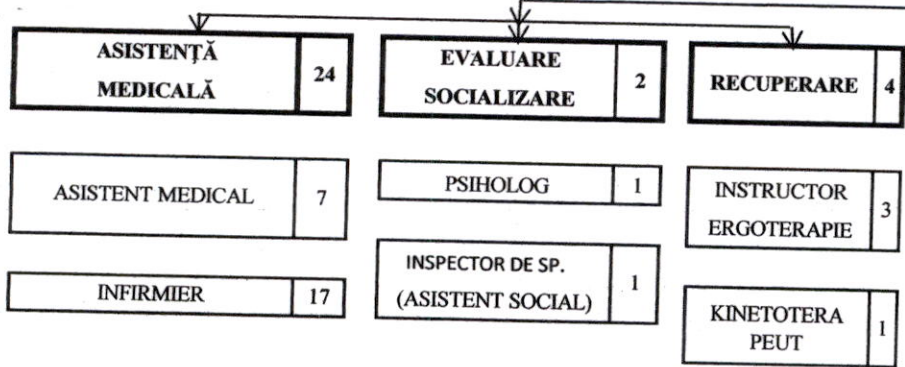 ASISTENŢĂ
MEDICALĂ
24
ASISTENT MEDICAL
7
INFIRMIER
17
EVALUARE
SOCIALIZARE
2
PSIHOLOG
1
INSPECTOR DE SP.
(ASISTENT SOCIAL)
1
RECUPERARE
4
INSTRUCTOR
ERGOTERAPIE
3
KINETOTERA
PEUT
1